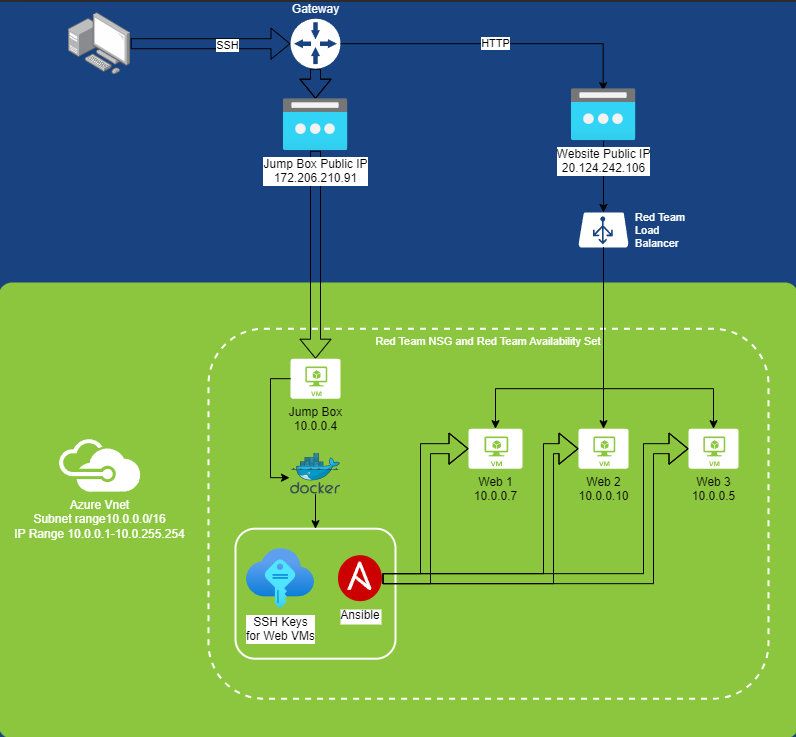 Gateway
SSH
HTTP
Jump Box Public IP
172.206.210.91
Website Public IP
20.124.242.106
Red Team
Load
Balancer
Red Team NSG and Red Team Availability Set
VM
Jump Box
10.0.0.4
docker
VM
Web 1
10.0.0.7
VM
Web 2
10.0.0.10
VM
Web 3
10.0.0.5
Azure Vnet
Subnet range10.0.0.0/16
IP Range 10.0.0.1-10.0.255.254
SSH Keys
for Web VMs
A
Ansible